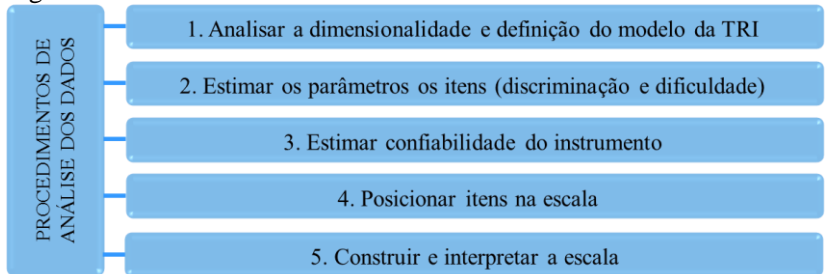 PROCEDIMENTOS DE
ANÁLISE DOS DADOS
1. Analisar a dimensionalidade e definição do modelo da TRI
2. Estimar os parâmetros os itens (discriminação e dificuldade)
3. Estimar confiabilidade do instrumento
4. Posicionar itens na escala
5. Construir e interpretar a escala